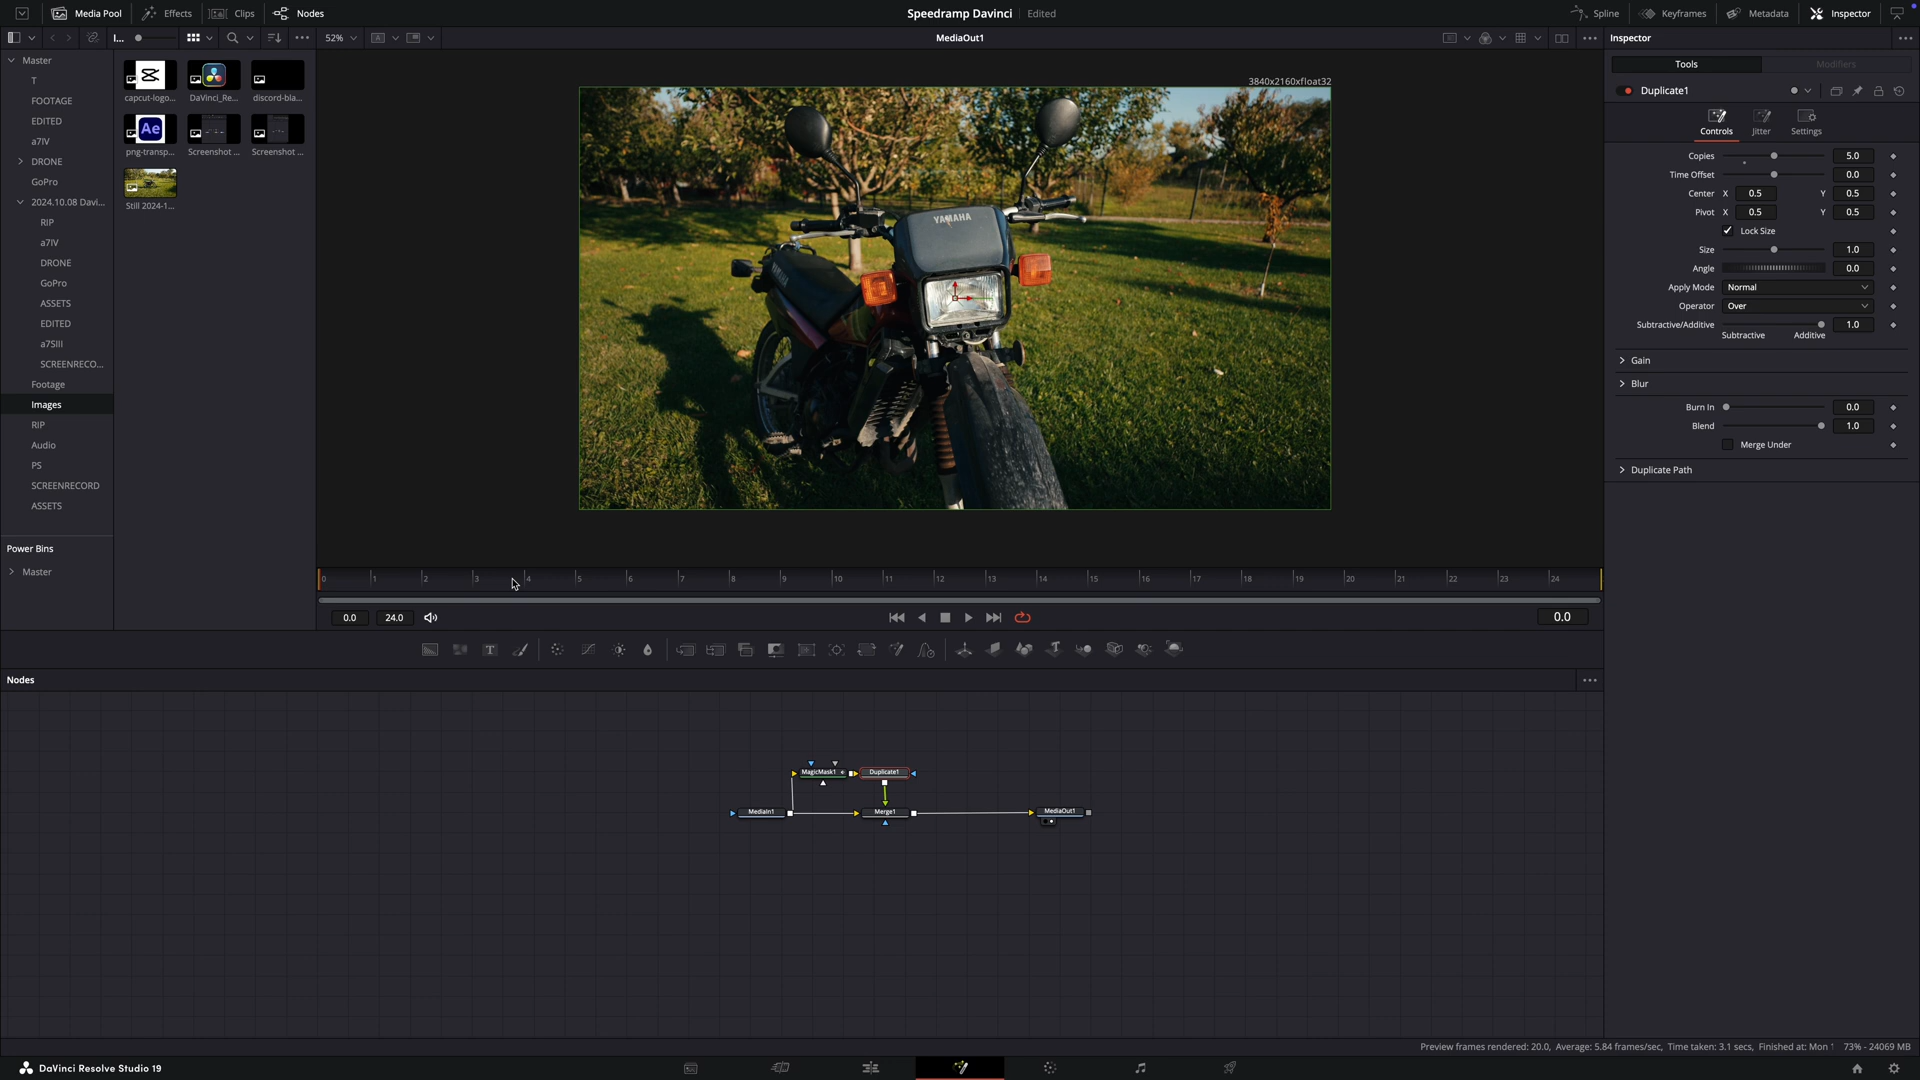 Media Pool
Effects
Clips
Nodes
Speedramp Davinci
Edited
Spline
Keyframes
Metadata
Inspector
I...
52%
MediaOut1
Inspector
Master
T
FOOTAGE
EDITED
a7IV
DRONE
GoPro
2024.10.08 Davi...
RIP
a7IV
DRONE
GoPro
ASSETS
EDITED
a7SIII
SCREENRECO...
Footage
Images
RIP
Audio
PS
SCREENRECORD
ASSETS
Power Bins
Master
capcut-logo...
DaVinci_Re...
discord-bla...
Ae
png-transp...
Screenshot ...
Screenshot ...
Still 2024-1...
3840x2160xfloat32
YAMAHA
Tools
Modifiers
Duplicate1
Controls
Jitter
Settings
Copies 5.0
Time Offset 0.0
Center X 0.5 Y 0.5
Pivot X 0.5 Y 0.5
Lock Size
Size 1.0
Angle 0.0
Apply Mode Normal
Operator Over
Subtractive/Additive 1.0
Subtractive Additive
Gain
Blur
Burn In 0.0
Blend 1.0
Merge Under
Duplicate Path
0 1 2 3 4 5 6 7 8 9 10 11 12 13 14 15 16 17 18 19 20 21 22 23 24
0.0 24.0
0.0
T
Nodes
MagicMask1
Duplicate1
MediaIn1
Merge1
MediaOut1
Preview frames rendered: 20.0, Average: 5.84 frames/sec, Time taken: 3.1 secs, Finished at: Mon 1 73% - 24069 MB
DaVinci Resolve Studio 19